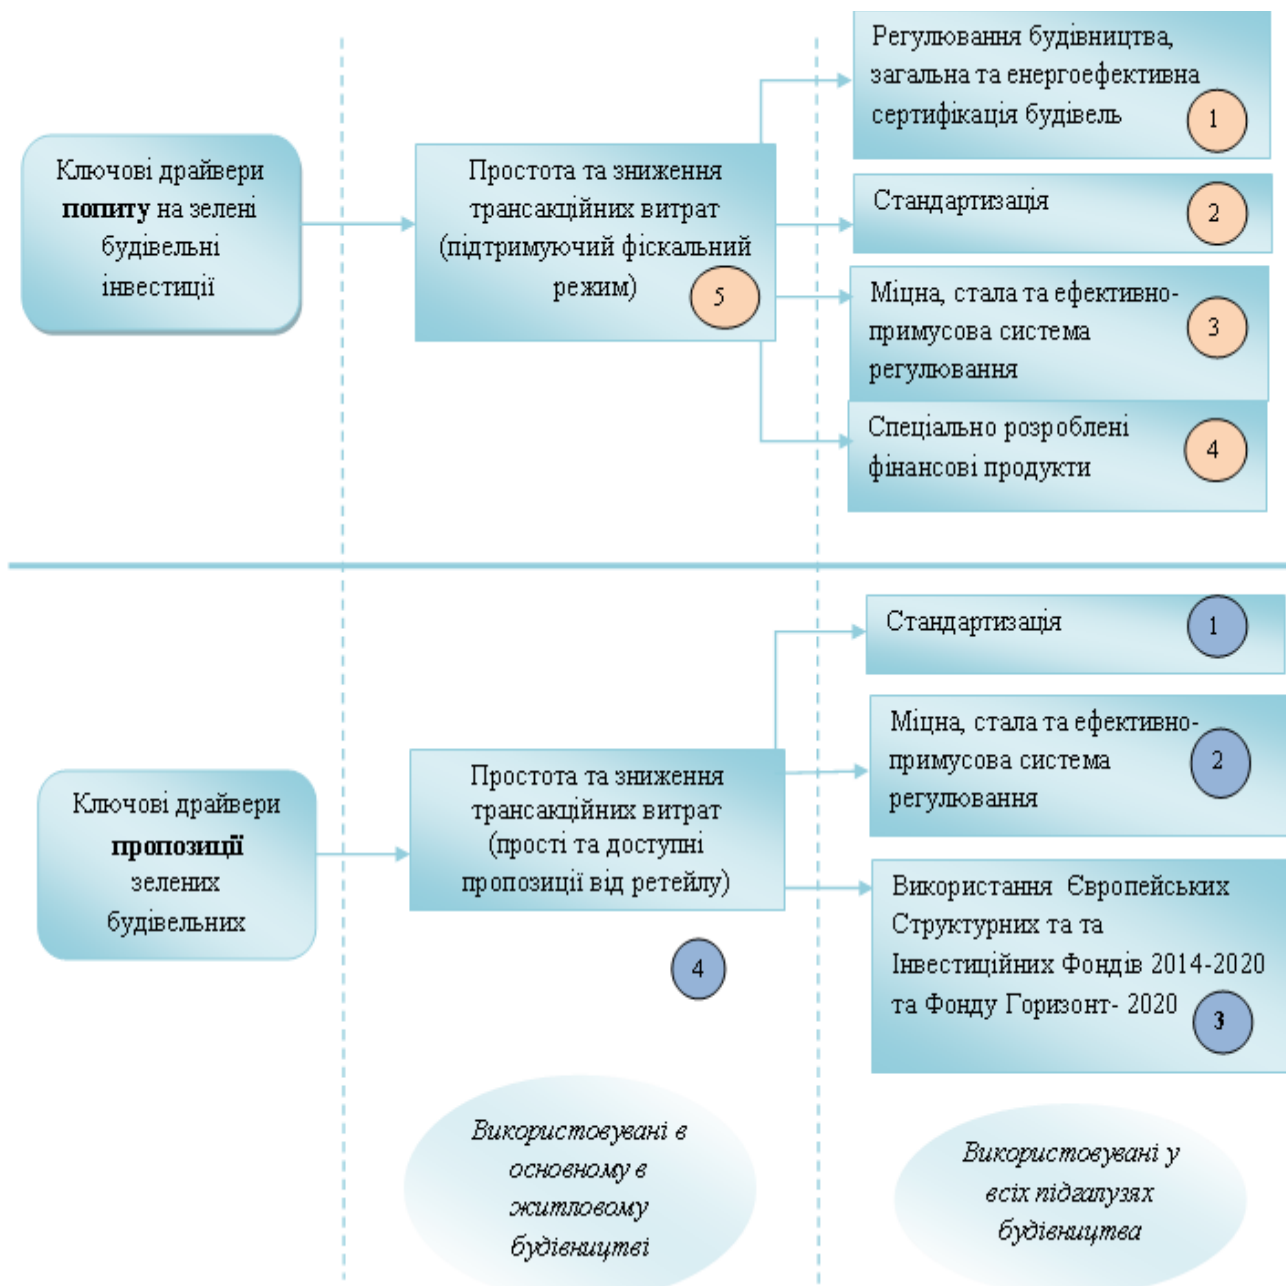 Ключові драйвери
попиту на зелені
будівельні
інвестиції
Простота та зниження
трансакційних витрат
(підтримуючий фіскальний
режим)
5
Регулювання будівництва,
загальна та енергоефективна
сертифікація будівель
1
Стандартизація
2
Міцна, стала та ефективно-
примусова система
регулювання
3
Спеціально розроблені
фінансові продукти
4
Ключові драйвери
пропозиції
зелених
будівельних
Простота та зниження
трансакційних витрат
(прості та доступні
пропозиції від ретейлу)
4
Стандартизація
1
Міцна, стала та ефективно-
примусова система
регулювання
2
Використання Європейських
Структурних та та
Інвестиційних Фондів 2014-2020
та Фонду Горизонт- 2020
3
Використовувані в
основному в
житловому
будівництві
Використовувані у
всіх підгалузях
будівництва